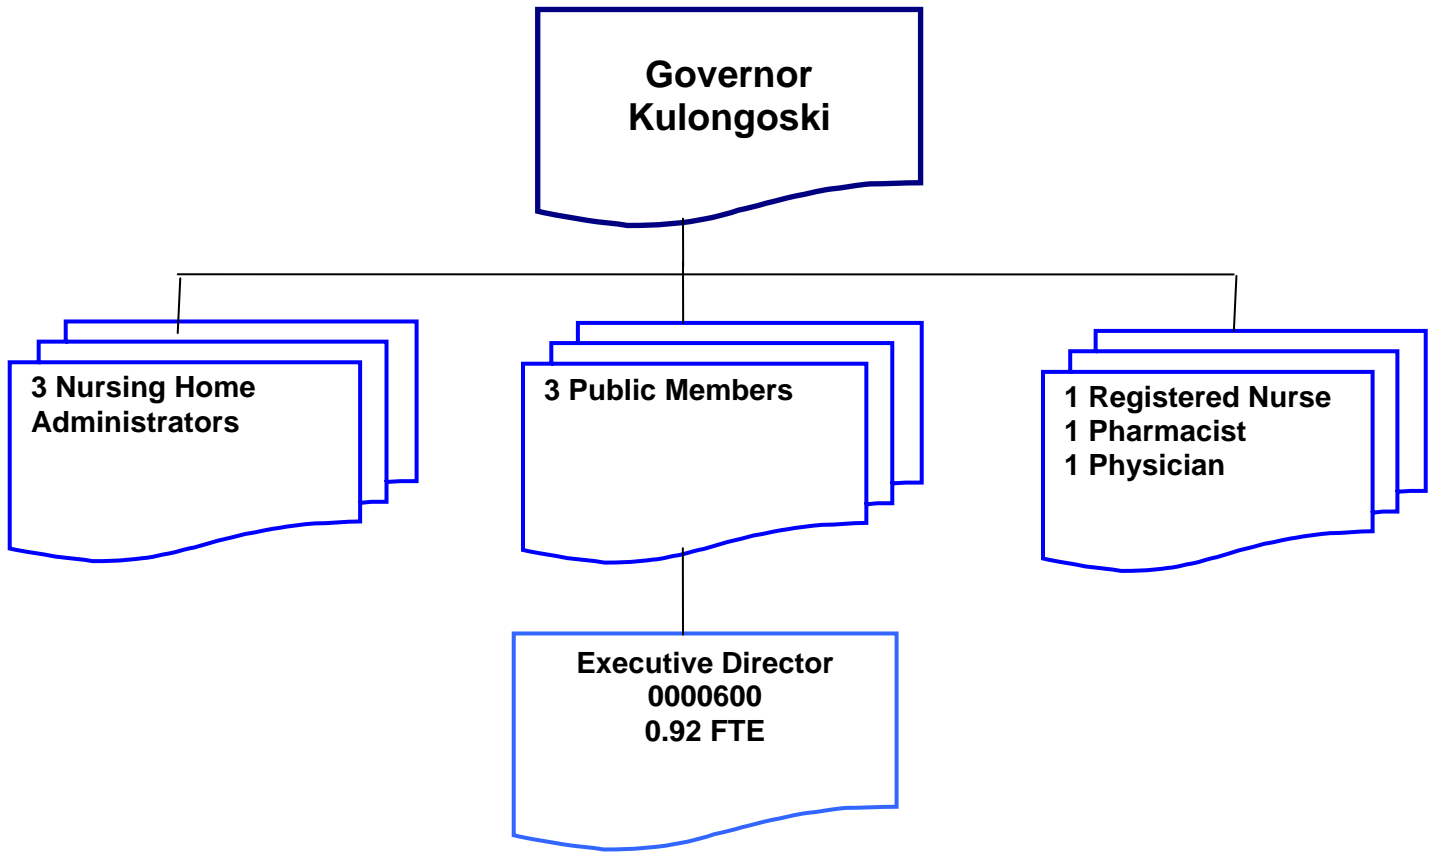 Governor
Kulongoski
3 Nursing Home
Administrators
3 Public Members
1 Registered Nurse
1 Pharmacist
1 Physician
Executive Director
0000600
0.92 FTE